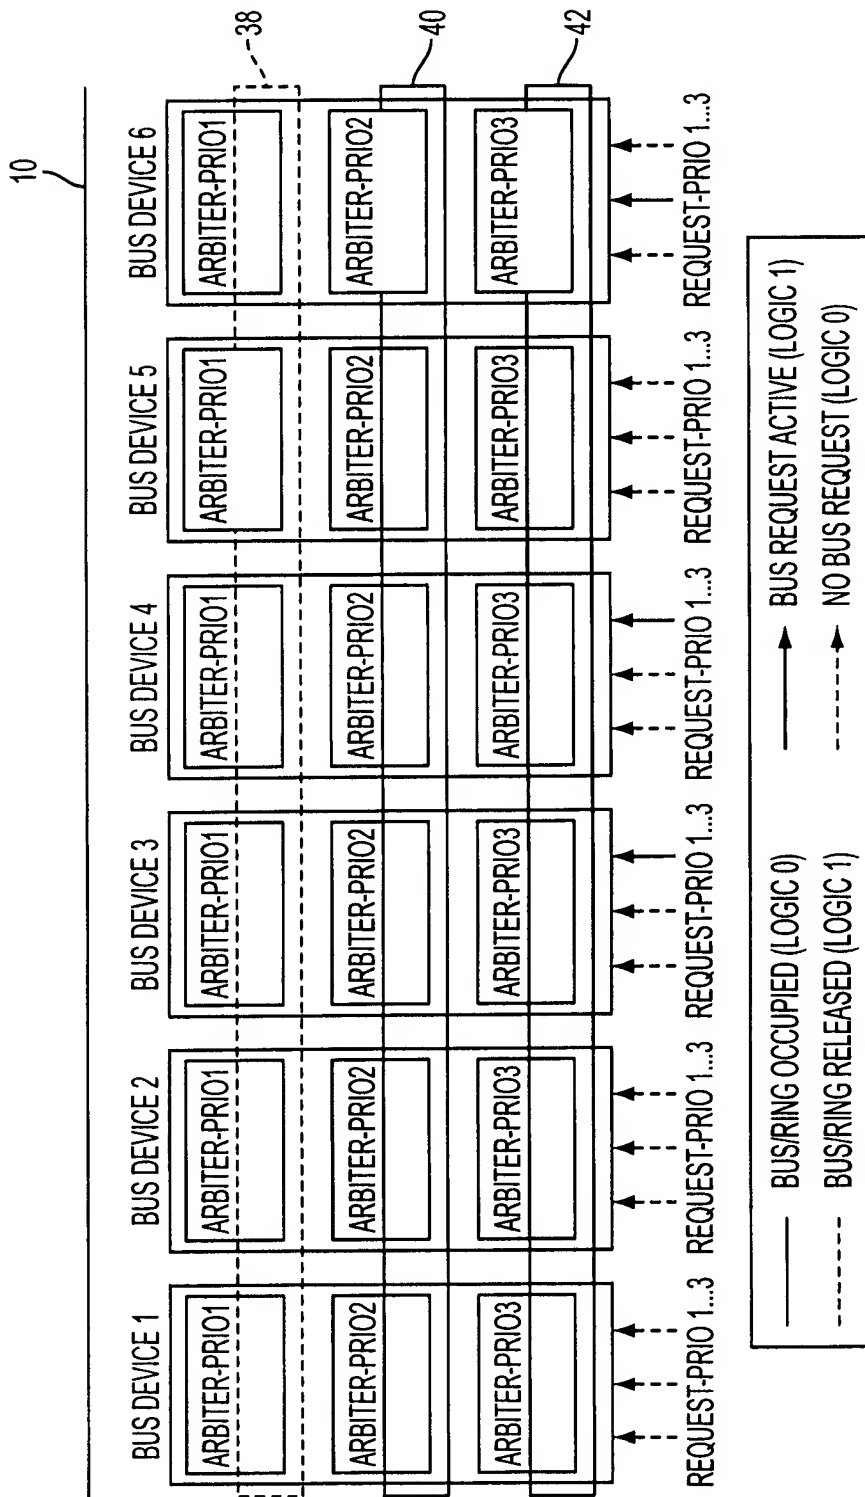 10
BUS DEVICE 1
BUS DEVICE 2
BUS DEVICE 3
BUS DEVICE 4
BUS DEVICE 5
BUS DEVICE 6
ARBITER-PRIO1
ARBITER-PRIO1
ARBITER-PRIO1
ARBITER-PRIO1
ARBITER-PRIO1
ARBITER-PRIO1
38
ARBITER-PRIO2
ARBITER-PRIO2
ARBITER-PRIO2
ARBITER-PRIO2
ARBITER-PRIO2
ARBITER-PRIO2
40
ARBITER-PRIO3
ARBITER-PRIO3
ARBITER-PRIO3
ARBITER-PRIO3
ARBITER-PRIO3
ARBITER-PRIO3
42
REQUEST-PRIO 1...3
REQUEST-PRIO 1...3
REQUEST-PRIO 1...3
REQUEST-PRIO 1...3
REQUEST-PRIO 1...3
REQUEST-PRIO 1...3
BUS/RING OCCUPIED (LOGIC 0)
BUS REQUEST ACTIVE (LOGIC 1)
BUS/RING RELEASED (LOGIC 1)
NO BUS REQUEST (LOGIC 0)